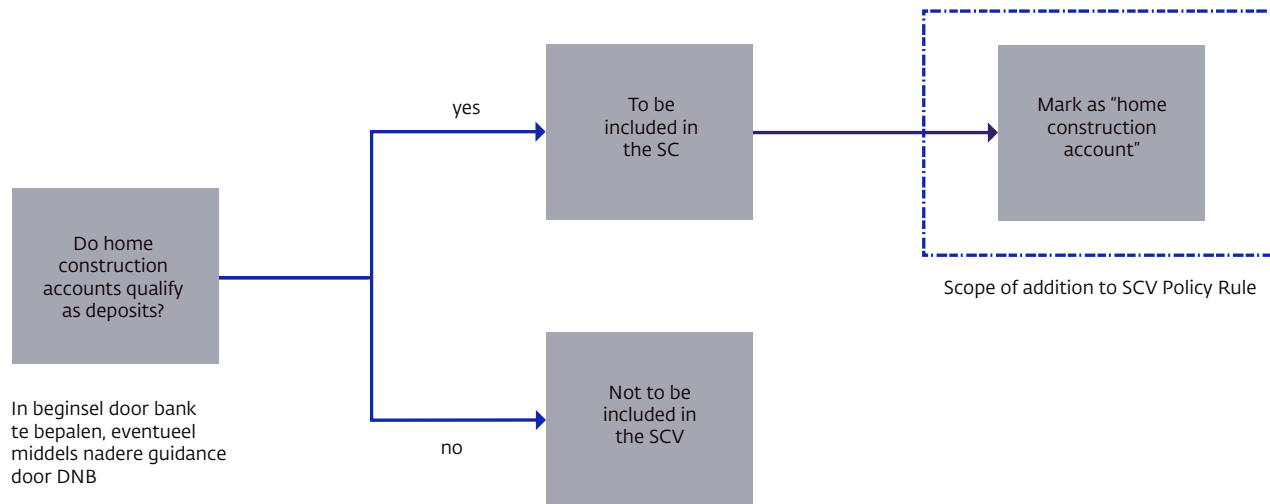 Do home
construction
accounts qualify
as deposits?
In beginsel door bank
te bepalen, eventueel
middels nadere guidance
door DNB
yes
To be
included in
the SC
Mark as "home
construction
account"
Scope of addition to SCV Policy Rule
no
Not to be
included in
the SCV